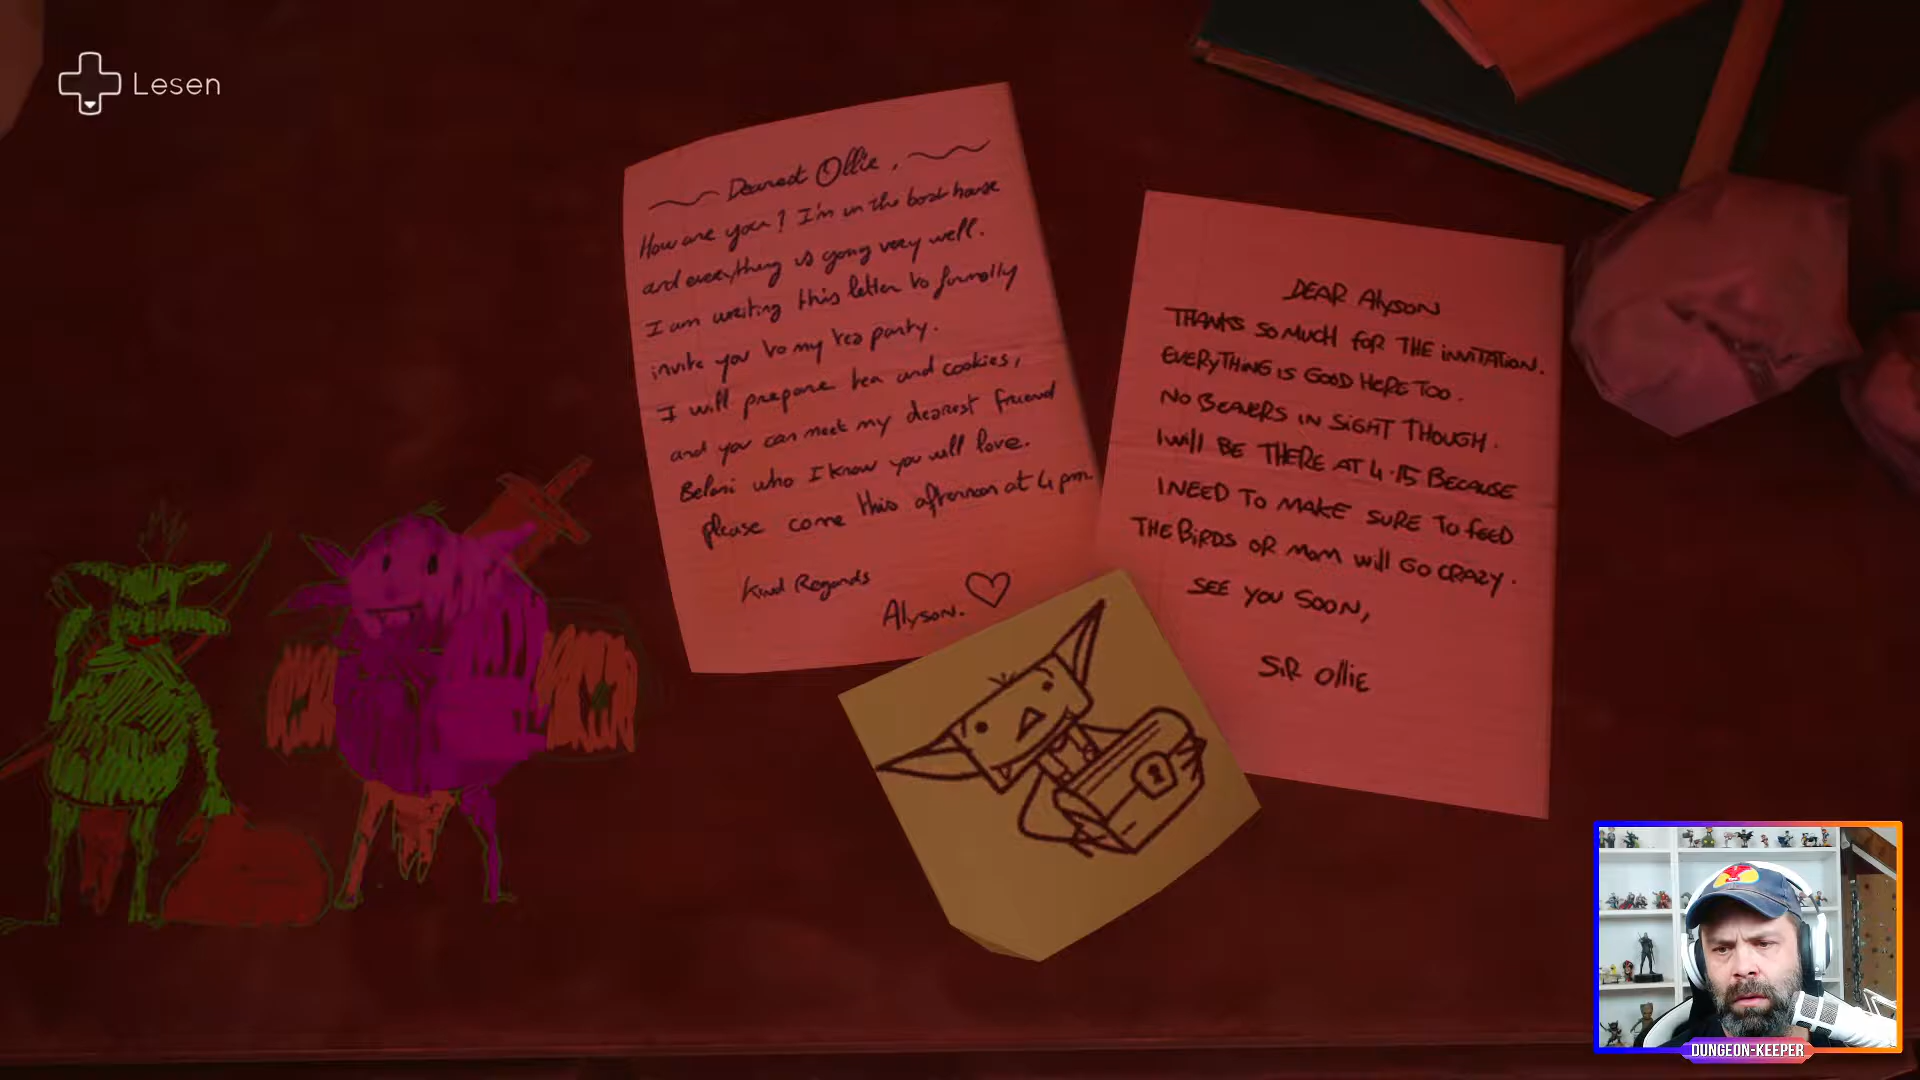 Lesen
Dearest Ollie,
How are you? I'm in the boat house
and everything is going very well.
I am writing this letter to formally
invite you to my tea party.
I will prepare tea and cookies,
and you can meet my dearest friend
Beloni who I know you will love.
please come this afternoon at 4 pm.
Kind Regards
Alyson.
DEAR Alyson
THANKS SO MUCH FOR THE INVITATION.
EVERYTHING IS GOOD HERE TOO.
NO BEAVERS IN SIGHT THOUGH.
I WILL BE THERE AT 4.15 BECAUSE
I NEED TO MAKE SURE TO FEED
THE BIRDS OR MOM WILL GO CRAZY.
SEE YOU SOON,
SIR OLLIE
DUNGEON-KEEPER